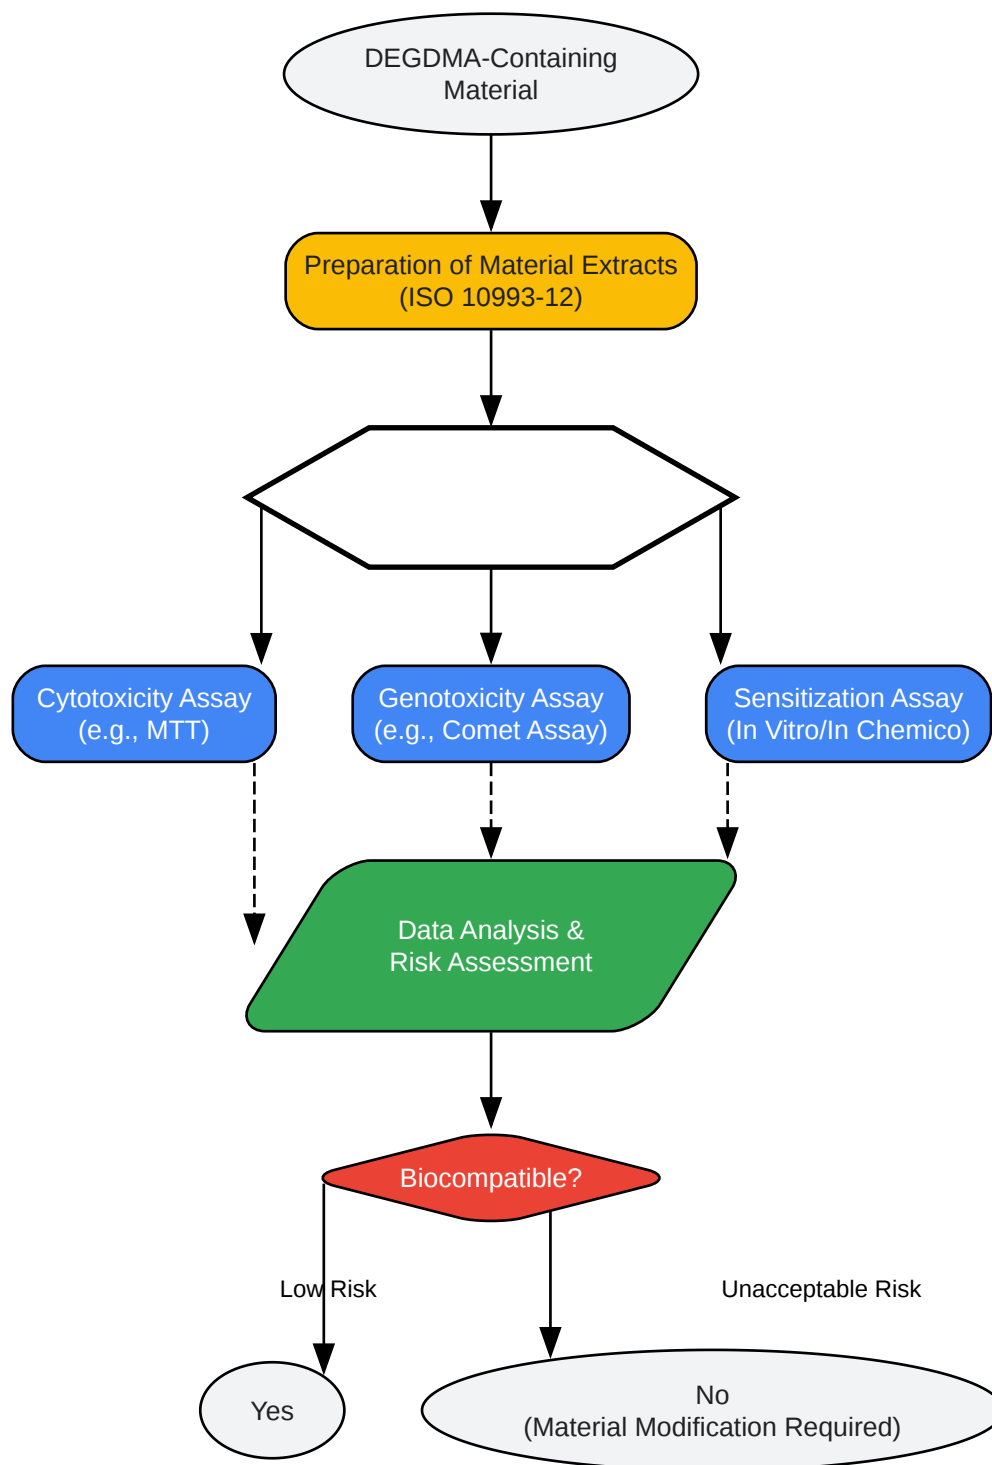 DEGDMA-Containing
Material
Preparation of Material Extracts
(ISO 10993-12)
Cytotoxicity Assay
(e.g., MTT)
Genotoxicity Assay
(e.g., Comet Assay)
Sensitization Assay
(In Vitro/In Chemico)
Data Analysis &
Risk Assessment
Biocompatible?
Low Risk
Unacceptable Risk
Yes
No
(Material Modification Required)